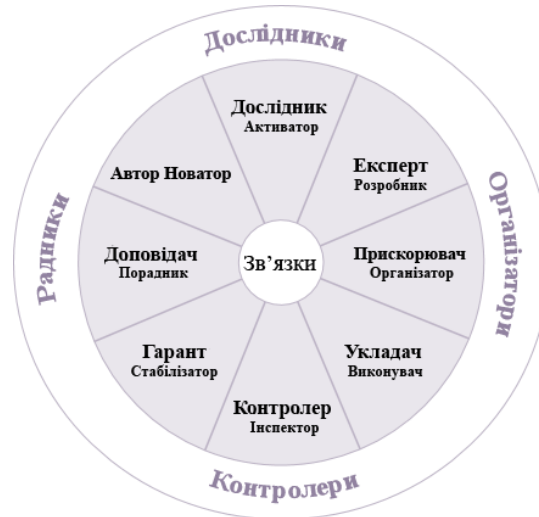 Дослідники
Дослідник
Активатор
Експерт
Розробник
Автор Новатор
Організатори
Радники
Доповідач
Порадник
Зв’язки
Прискорювач
Організатор
Гарант
Стабілізатор
Укладач
Виконувач
Контролер
Інспектор
Контролери